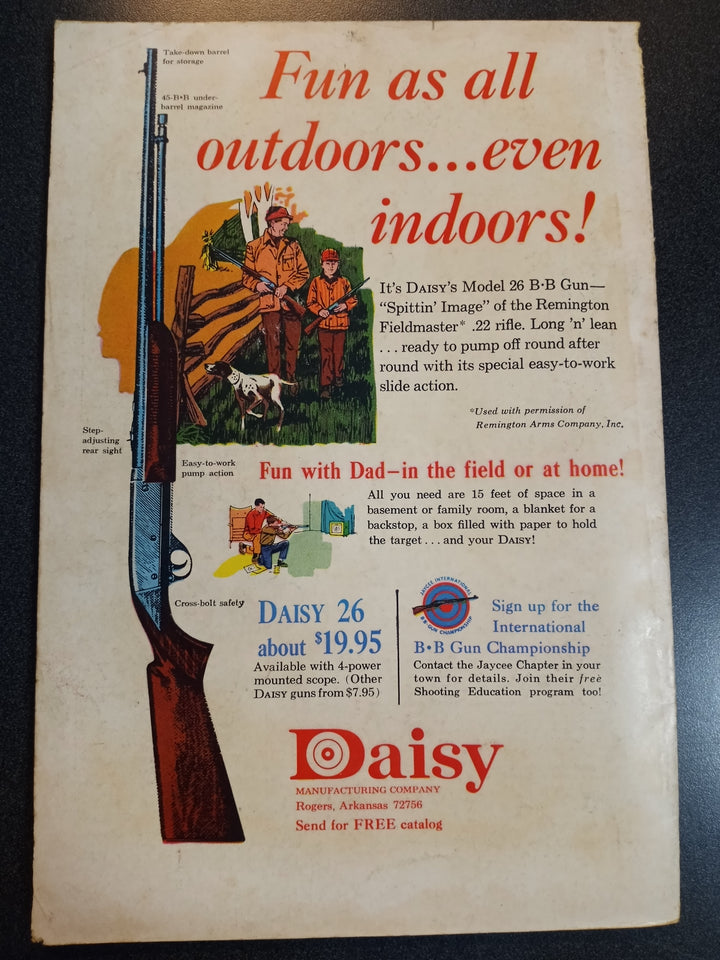 Take-down barrel
for storage
45-B•B under-
barrel magazine
Fun as all
outdoors...even
indoors!
It's DAISY'S Model 26 B•B Gun—
"Spittin' Image" of the Remington
Fieldmaster* .22 rifle. Long 'n' lean
... ready to pump off round after
round with its special easy-to-work
slide action.
*Used with permission of
Remington Arms Company, Inc.
Step-
adjusting
rear sight
Easy-to-work
pump action
Fun with Dad—in the field or at home!
All you need are 15 feet of space in a
basement or family room, a blanket for a
backstop, a box filled with paper to hold
the target ... and your DAISY!
Cross-bolt safety
DAISY 26
about $19.95
Available with 4-power
mounted scope. (Other
DAISY guns from $7.95)
JAYCEE INTERNATIONAL
B•B GUN CHAMPIONSHIP
Sign up for the
International
B•B Gun Championship
Contact the Jaycee Chapter in your
town for details. Join their free
Shooting Education program too!
Daisy
MANUFACTURING COMPANY
Rogers, Arkansas 72756
Send for FREE catalog